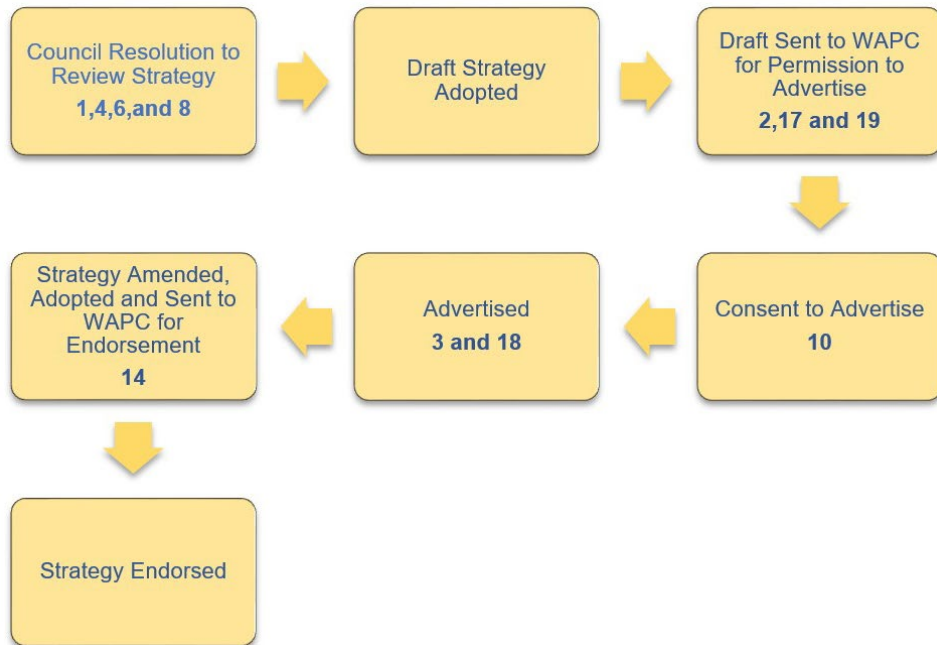 Council Resolution to
Review Strategy
1,4,6,and 8
Draft Strategy
Adopted
Draft Sent to WAPC
for Permission to
Advertise
2,17 and 19
Consent to Advertise
10
Advertised
3 and 18
Strategy Amended,
Adopted and Sent to
WAPC for
Endorsement
14
Strategy Endorsed